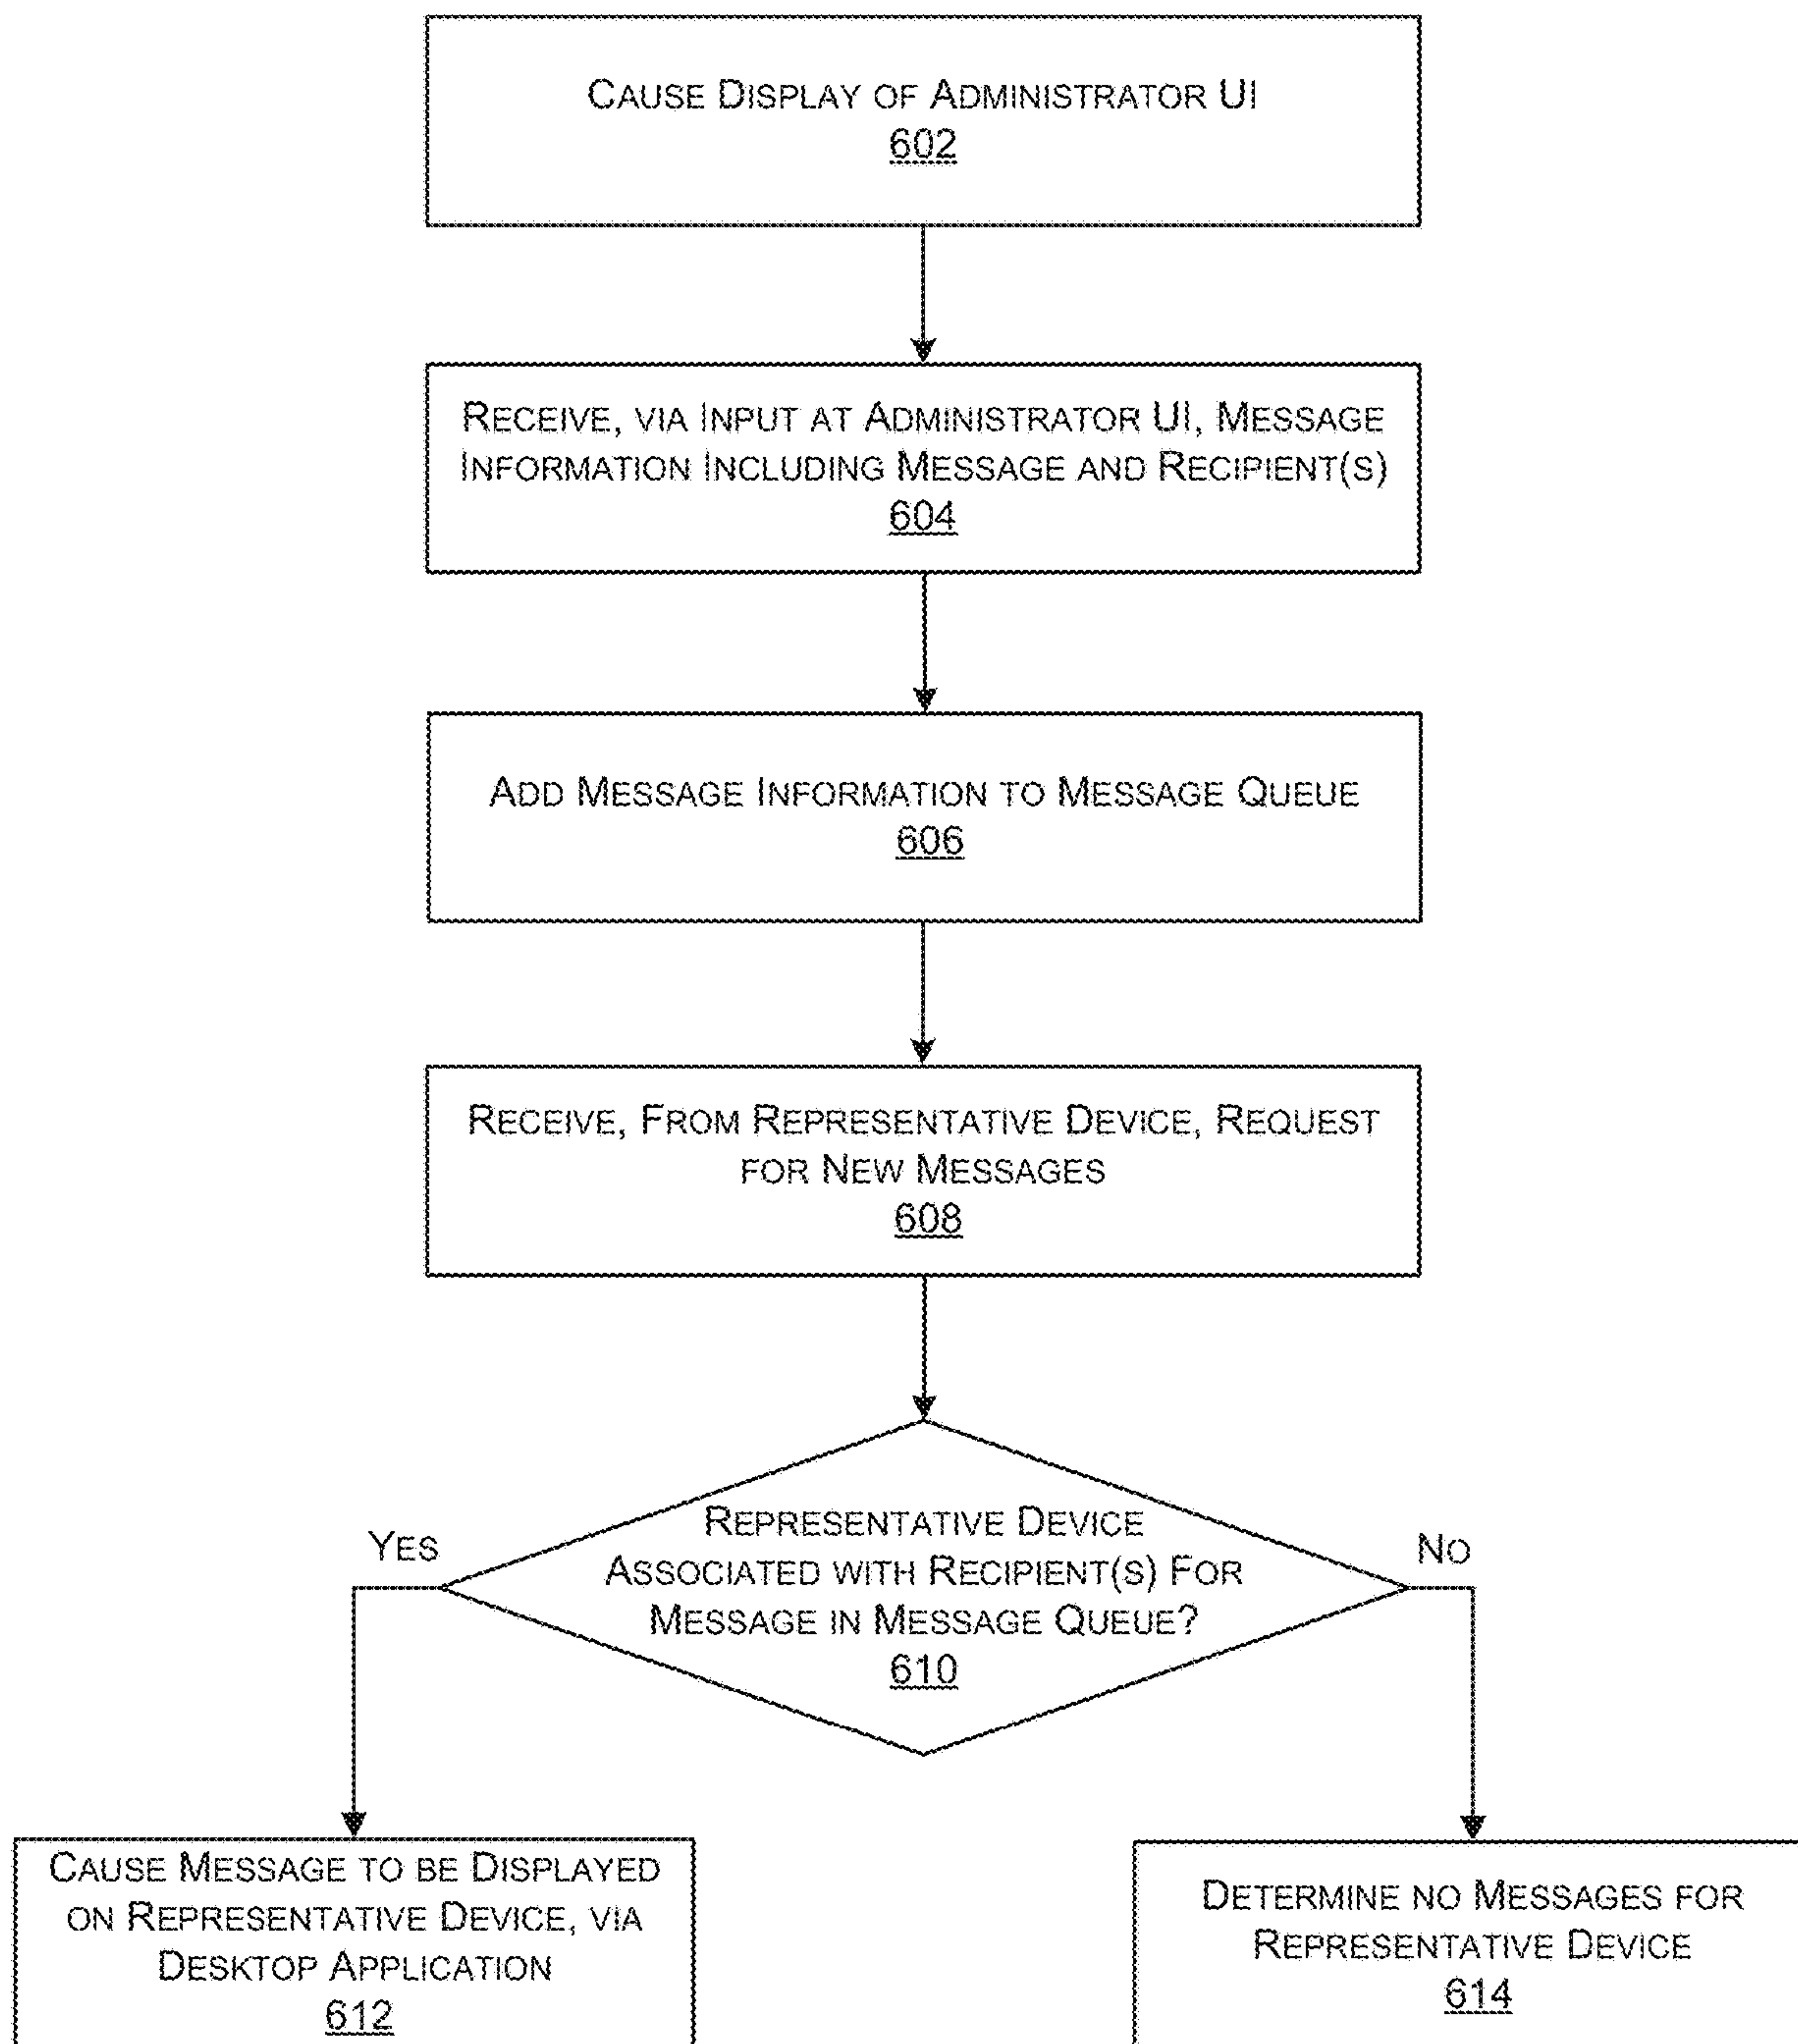 Cause Display of Administrator UI
602
Receive, via Input at Administrator UI, Message
Information Including Message and Recipient(s)
604
Add Message Information to Message Queue
606
Receive, From Representative Device, Request
for New Messages
608
Representative Device
Associated with Recipient(s) For
Message in Message Queue?
610
Yes
No
Cause Message to be Displayed
on Representative Device, via
Desktop Application
612
Determine no Messages for
Representative Device
614